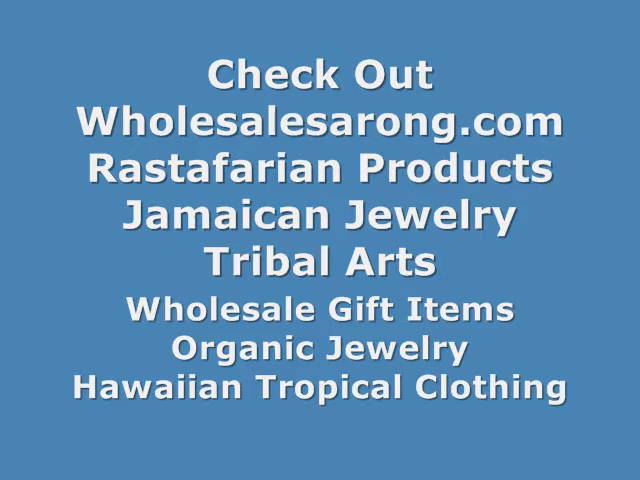 Check Out
Wholesalesarong.com
Rastafarian Products
Jamaican Jewelry
Tribal Arts
Wholesale Gift Items
Organic Jewelry
Hawaiian Tropical Clothing